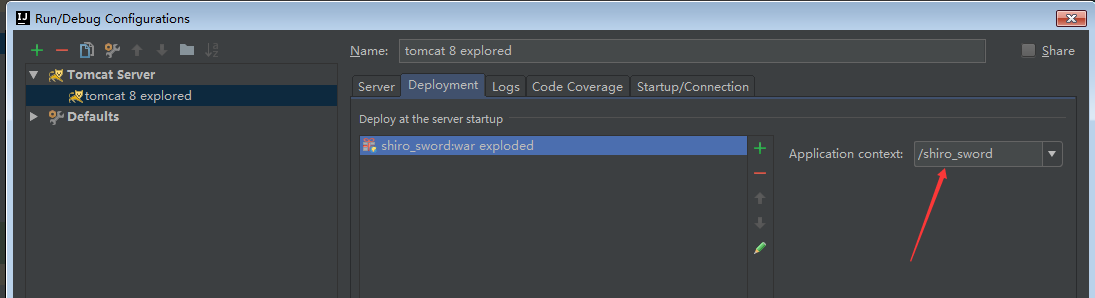 Run/Debug Configurations
Name: tomcat 8 explored Share
Tomcat Server
tomcat 8 explored
Defaults
Server Deployment Logs Code Coverage Startup/Connection
Deploy at the server startup
shiro_sword:war exploded
Application context: /shiro_sword